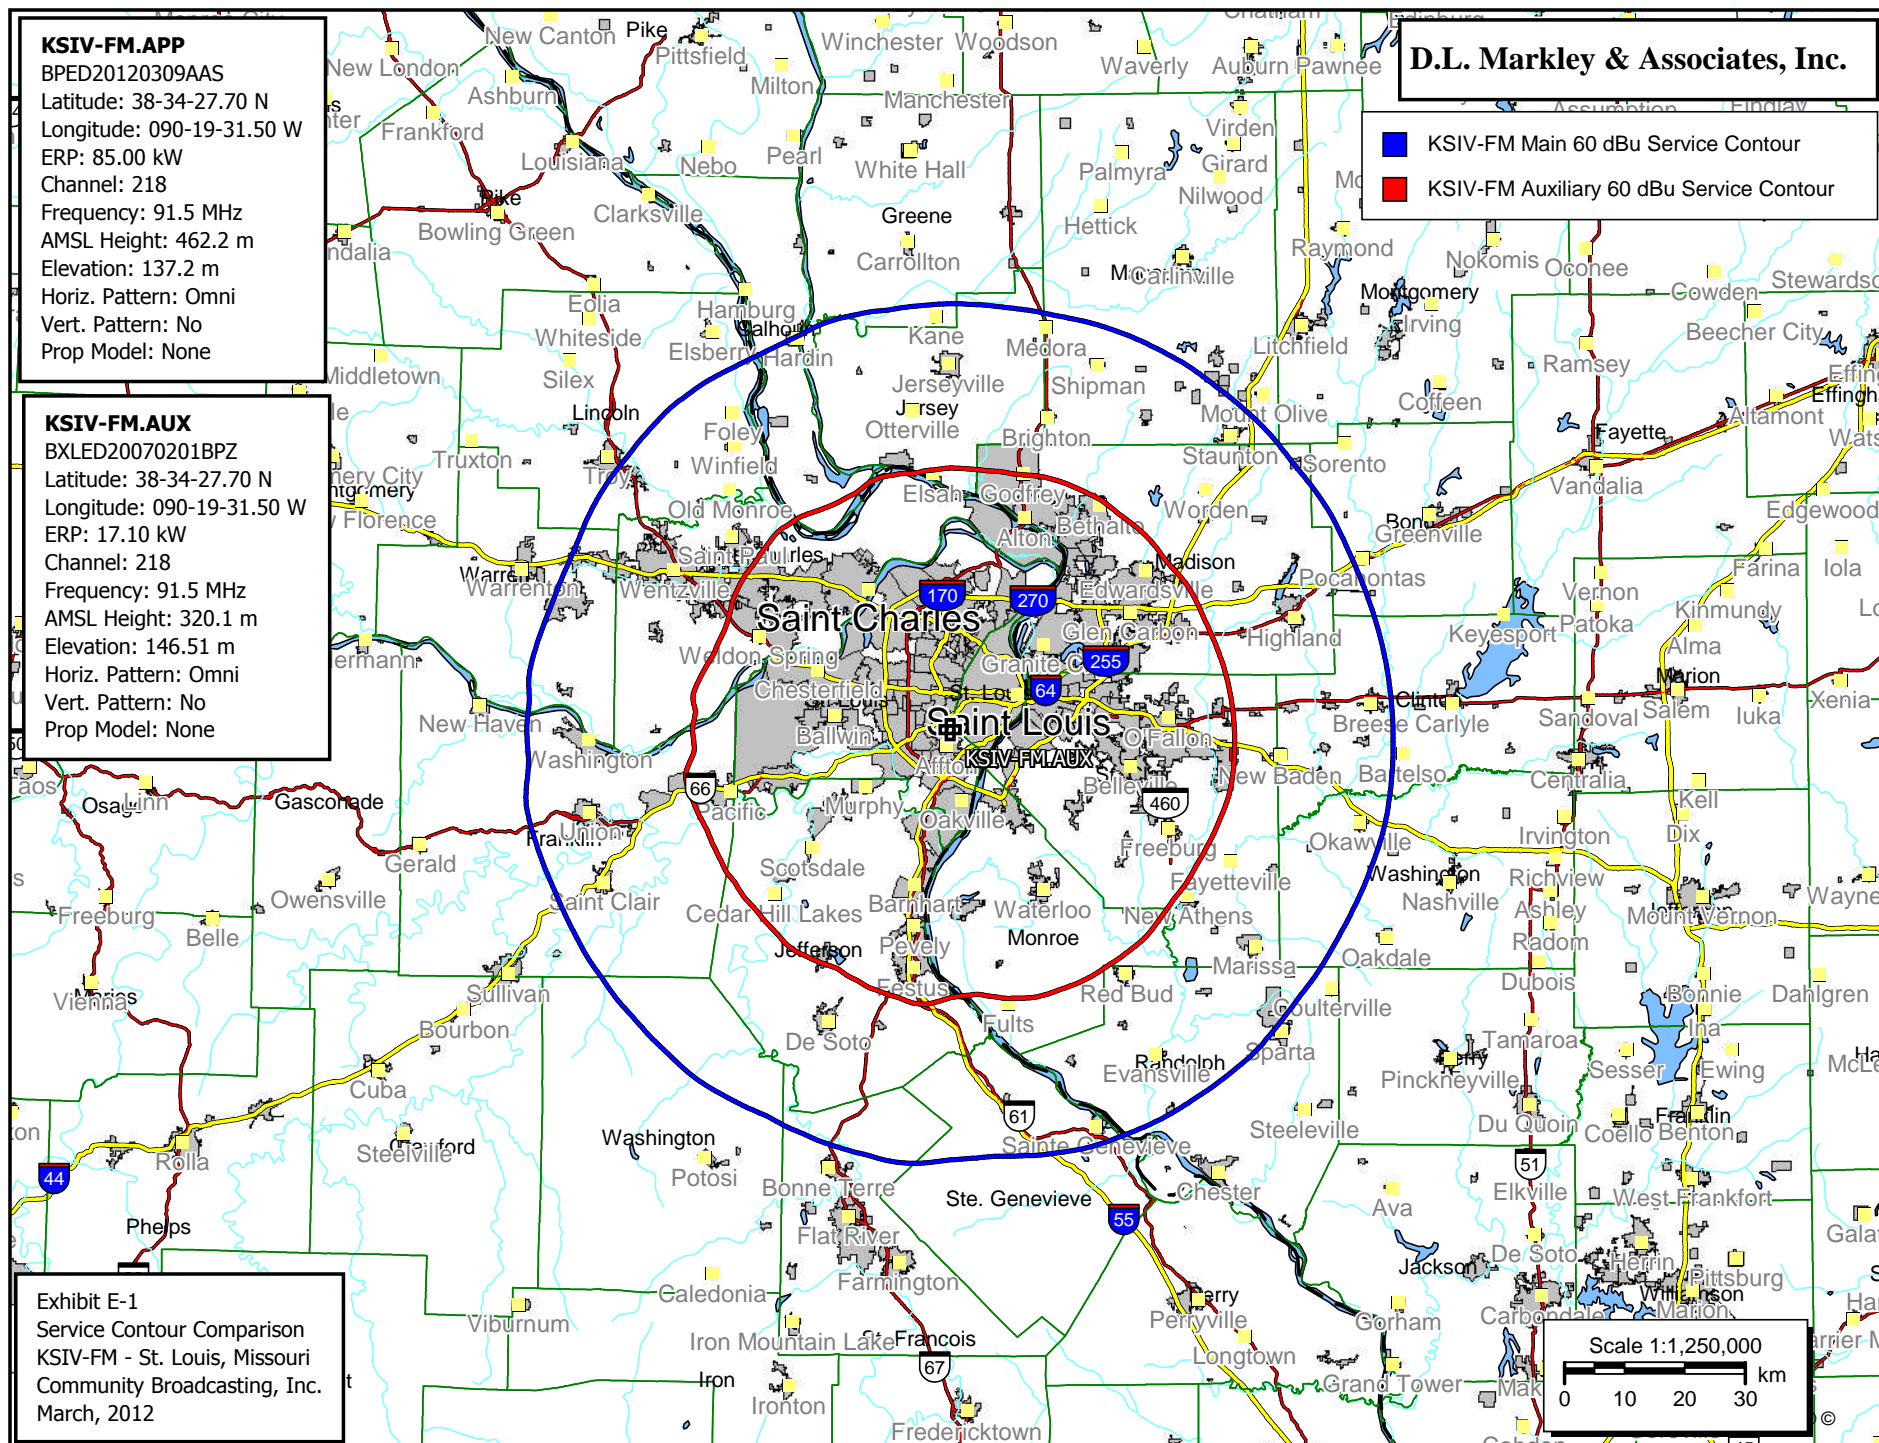 KSIV-FM.APP
BPED20120309AAS
Latitude: 38-34-27.70 N
Longitude: 090-19-31.50 W
ERP: 85.00 kW
Channel: 218
Frequency: 91.5 MHz
AMSL Height: 462.2 m
Elevation: 137.2 m
Horiz. Pattern: Omni
Vert. Pattern: No
Prop Model: None
KSIV-FM.AUX
BXLED20070201BPZ
Latitude: 38-34-27.70 N
Longitude: 090-19-31.50 W
ERP: 17.10 kW
Channel: 218
Frequency: 91.5 MHz
AMSL Height: 320.1 m
Elevation: 146.51 m
Horiz. Pattern: Omni
Vert. Pattern: No
Prop Model: None
D.L. Markley & Associates, Inc.
KSIV-FM Main 60 dBu Service Contour
KSIV-FM Auxiliary 60 dBu Service Contour
New Canton
Pike
Pittsfield
Winchester
Woodson
Waverly
Auburn
Pawnee
New London
Ashburn
Milton
Manchester
Frankford
Louisiana
Nebo
Pearl
White Hall
Palmyra
Virden
Girard
Nilwood
Pike
Clarksville
Bowling Green
Greene
Carrollton
Hettick
Carlinville
Raymond
Nokomis
Oconee
Cowden
Eolia
Whiteside
Hamburg
Elsberry
Hardin
Kane
Medora
Montgomery
Irving
Litchfield
Beecher City
Middletown
Silex
Jerseyville
Shipman
Ramsey
Lincoln
Foley
Jersey
Otterville
Mount Olive
Coffeen
Altamont
Truxton
Troy
Winfield
Brighton
Staunton
Sorento
Fayette
Vandalia
Old Monroe
Elsah
Godfrey
Worden
Edgewood
Saint Paul
Alton
Bethalto
Greenville
Warrenton
Wentzville
170
270
Madison
Edwardsville
Pocahontas
Farina
Iola
Saint Charles
Glen Carbon
Highland
Keyesport
Vernon
Patoka
Kinmundy
Alma
Weldon Spring
255
Chesterfield
64
Marion
New Haven
Ballwin
Saint Louis
O Fallon
Breese
Carlyle
Sandoval
Salem
Iuka
Xenia
Washington
Affton
KSIV-FM.AUX
Belleville
New Baden
Bartelso
Centralia
Linn
Gasconade
66
Pacific
Murphy
Oakville
460
Kell
Union
Franklin
Freeburg
Okawville
Irvington
Dix
Gerald
Scotsdale
Fayetteville
Washington
Richview
Owensville
Saint Clair
Cedar Hill Lakes
Barnhart
Waterloo
New Athens
Nashville
Ashley
Mount Vernon
Freeburg
Belle
Jefferson
Pevely
Monroe
Marissa
Oakdale
Radom
Vienna
Sullivan
Festus
Red Bud
Dubois
Bonnie
Dahlgren
Bourbon
De Soto
Fults
Coulterville
Ina
Randolph
Evansville
Sparta
Tamaroa
Sesser
Ewing
Cuba
Pinckneyville
61
Steelville
Washington
Potosi
Sainte Genevieve
Steeleville
Du Quoin
Coello
Franklin
Benton
Rolla
44
Bonne Terre
Ste. Genevieve
Chester
51
Elkville
West Frankfort
Phelps
Flat River
55
Ava
Farmington
Jackson
De Soto
Herrin
Pittsburg
Caledonia
Viburnum
Perryville
Gorham
Carbondale
Marion
Iron Mountain Lake
St. Francois
67
Longtown
Iron
Ironton
Grand Tower
Fredericktown
Exhibit E-1
Service Contour Comparison
KSIV-FM - St. Louis, Missouri
Community Broadcasting, Inc.
March, 2012
Scale 1:1,250,000
km
0 10 20 30
©